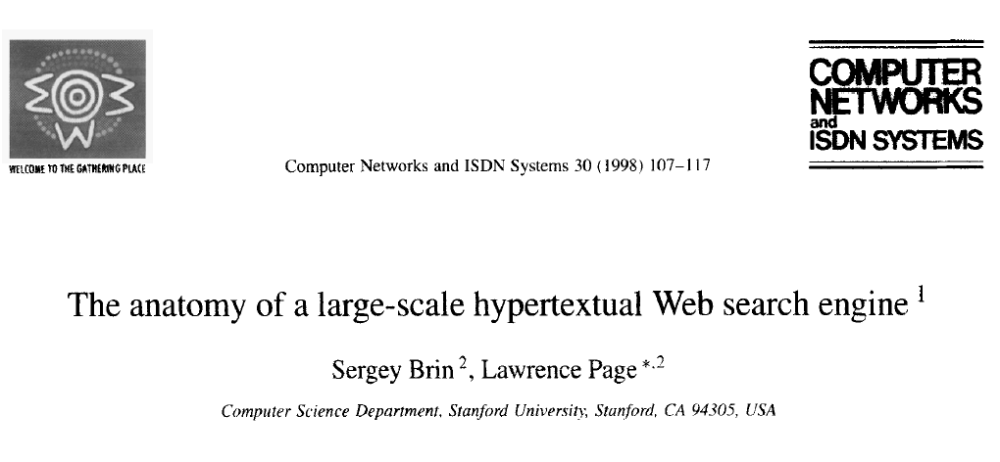 COMPUTER
NETWORKS
and
ISDN SYSTEMS
WELCOME TO THE GATHERING PLACE
Computer Networks and ISDN Systems 30 (1998) 107–117
The anatomy of a large-scale hypertextual Web search engine ¹
Sergey Brin ², Lawrence Page *,²
Computer Science Department, Stanford University, Stanford, CA 94305, USA